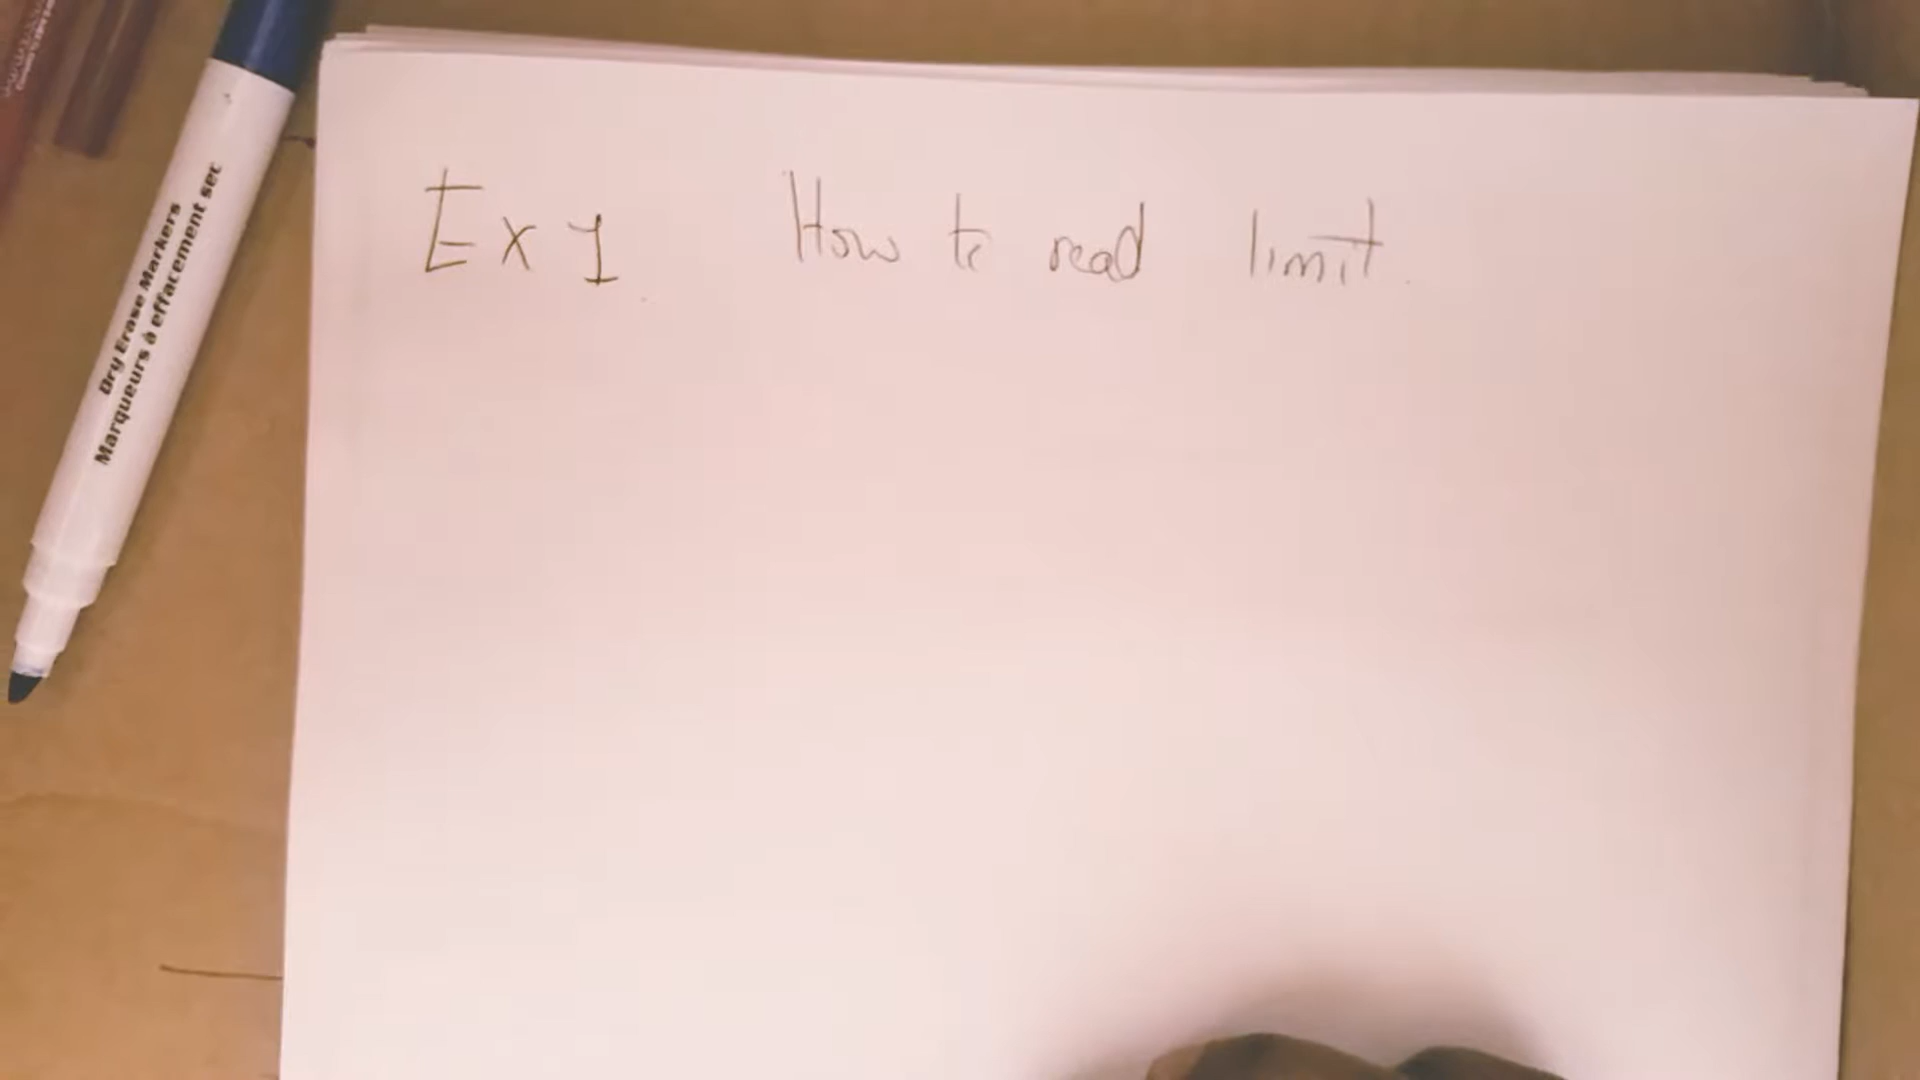 Ex 1 How to read limit.
Dry Erase Markers
Marqueurs à effacement sec